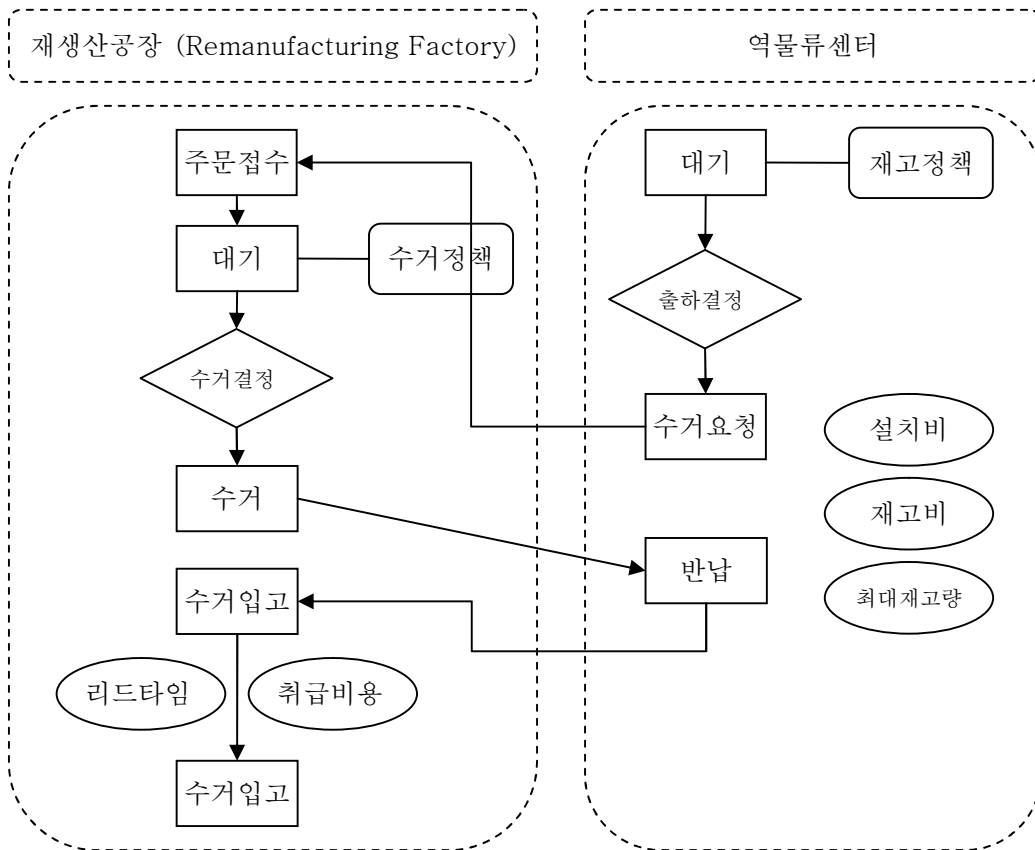 재생산공장 (Remanufacturing Factory)
주문접수
대기
수거정책
수거결정
수거
수거입고
리드타임
취급비용
수거입고
역물류센터
대기
재고정책
출하결정
수거요청
설치비
재고비
반납
최대재고량